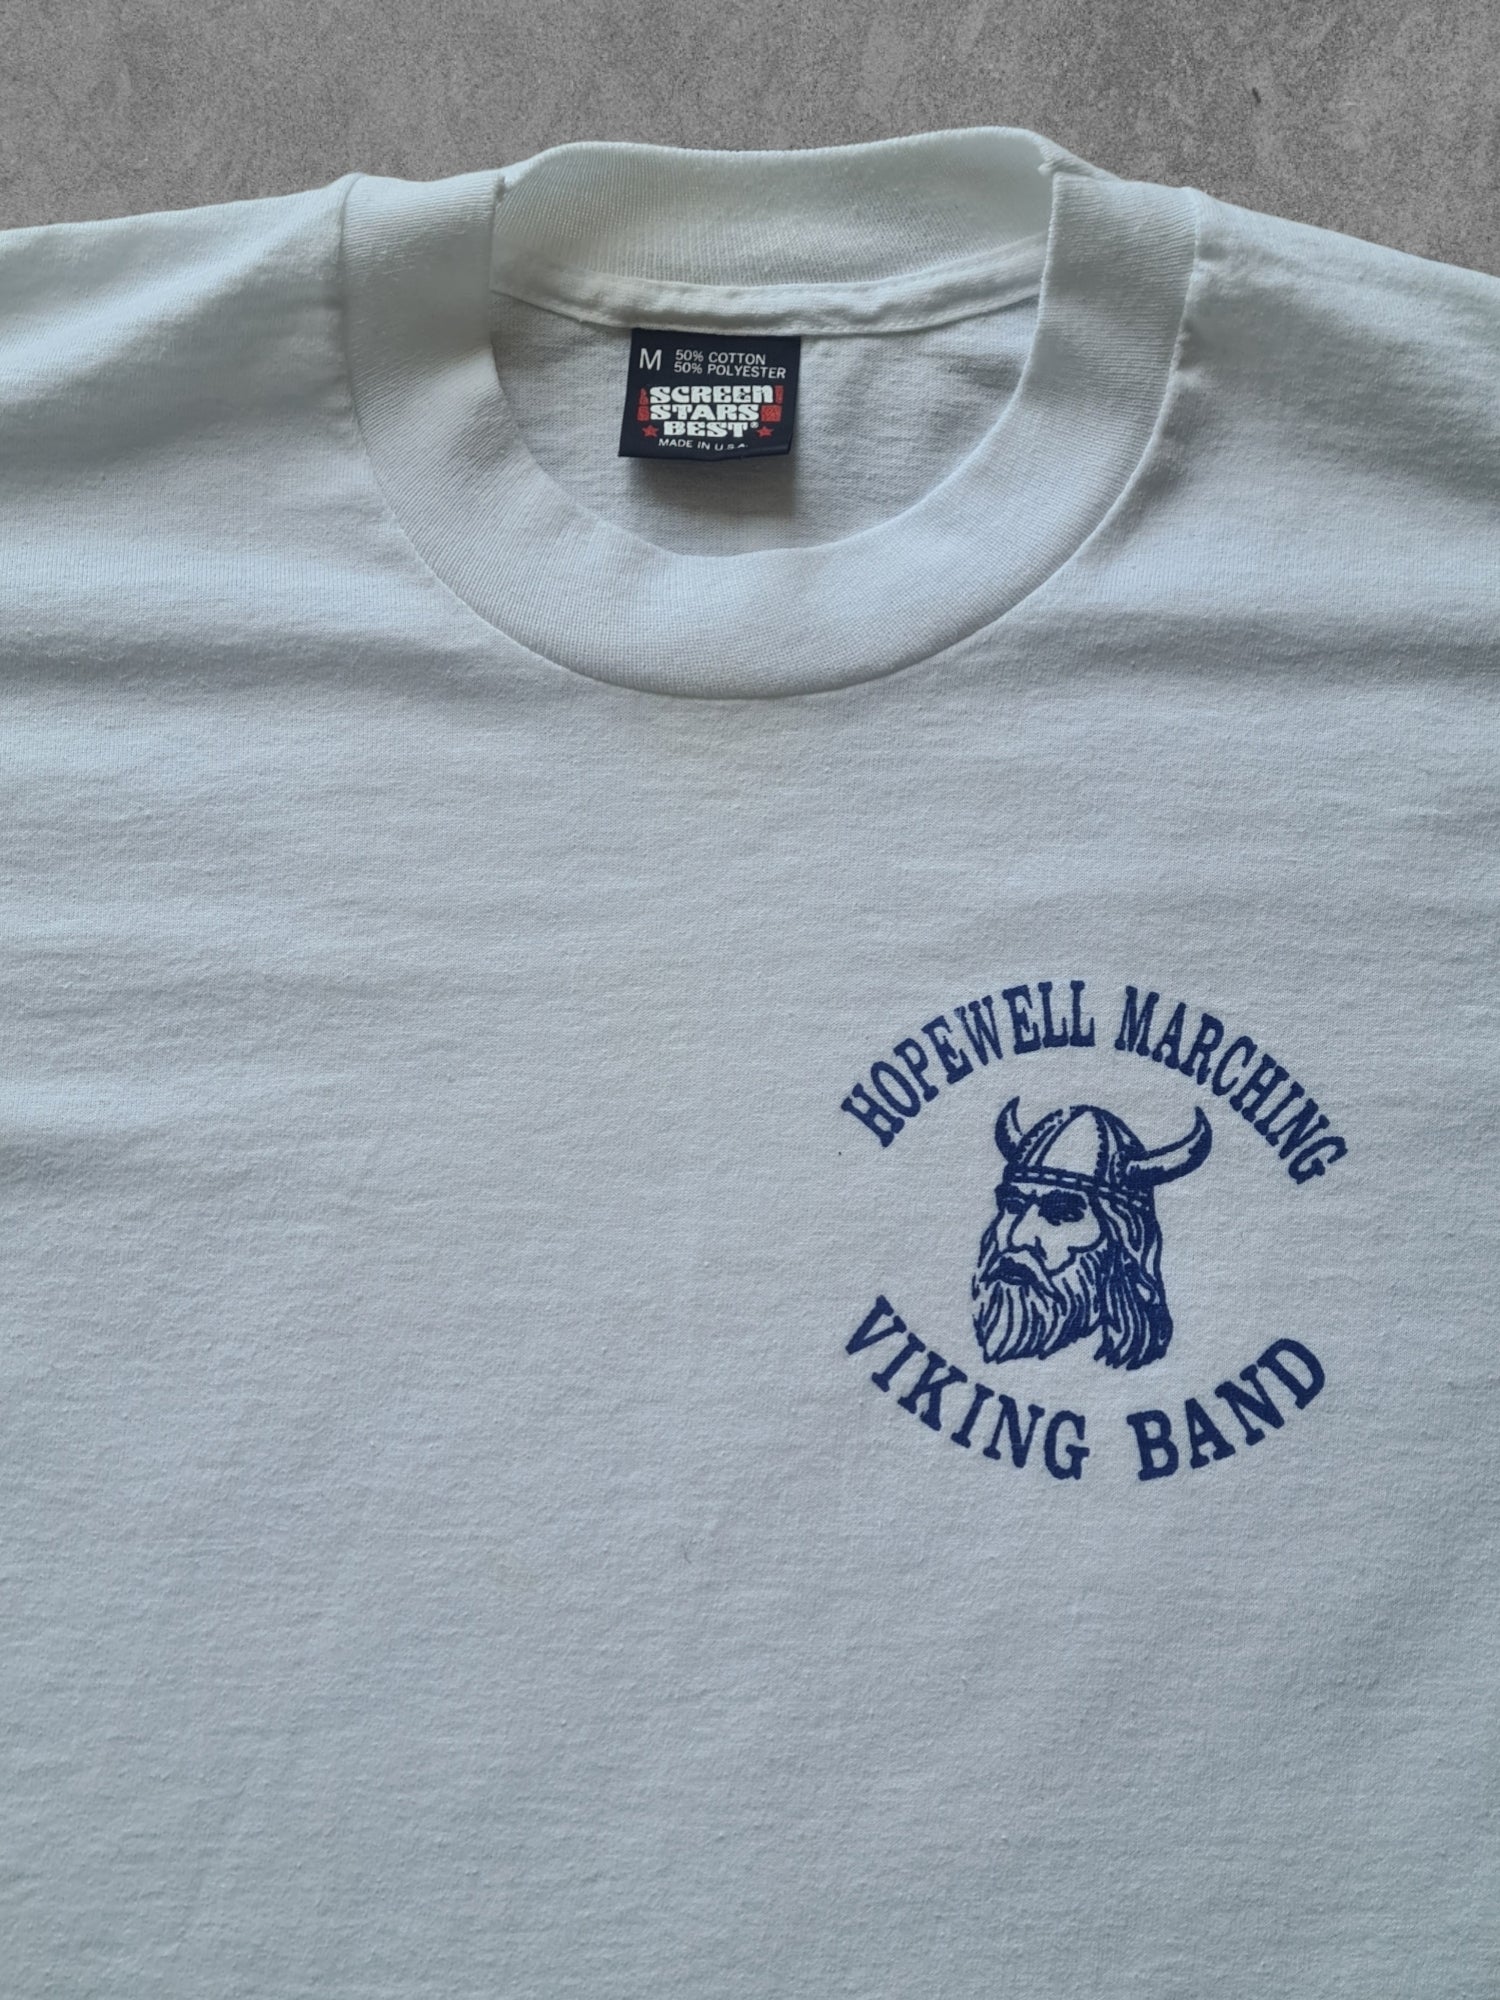 M 50% COTTON
50% POLYESTER
SCREEN
STARS
BEST®
MADE IN U.S.A.
HOPEWELL MARCHING
VIKING BAND